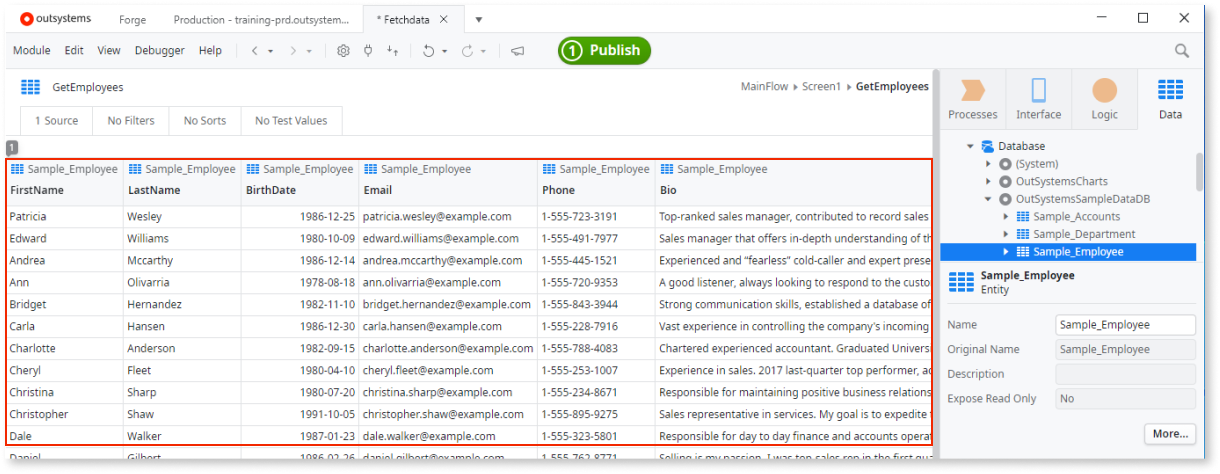 outsystems Forge Production - training-prd.outsystem... * Fetchdata
Module Edit View Debugger Help 1 Publish
GetEmployees MainFlow Screen1 GetEmployees
1 Source No Filters No Sorts No Test Values
1
Sample_Employee Sample_Employee Sample_Employee Sample_Employee Sample_Employee Sample_Employee
FirstName LastName BirthDate Email Phone Bio
Patricia Wesley 1986-12-25 patricia.wesley@example.com 1-555-723-3191 Top-ranked sales manager, contributed to record sales
Edward Williams 1980-10-09 edward.williams@example.com 1-555-491-7977 Sales manager that offers in-depth understanding of th
Andrea Mccarthy 1986-12-14 andrea.mccarthy@example.com 1-555-445-1521 Experienced and “fearless” cold-caller and expert prese
Ann Olivarria 1978-08-18 ann.olivarria@example.com 1-555-720-9353 A good listener, always looking to respond to the custo
Bridget Hernandez 1982-11-10 bridget.hernandez@example.com 1-555-843-3944 Strong communication skills, established a database of
Carla Hansen 1986-12-30 carla.hansen@example.com 1-555-228-7916 Vast experience in controlling the company's incoming
Charlotte Anderson 1982-09-15 charlotte.anderson@example.com 1-555-788-4083 Chartered experienced accountant. Graduated Univers
Cheryl Fleet 1980-04-10 cheryl.fleet@example.com 1-555-253-1007 Experience in sales. 2017 last-quarter top performer, ac
Christina Sharp 1980-07-20 christina.sharp@example.com 1-555-234-8671 Responsible for maintaining positive business relations
Christopher Shaw 1991-10-05 christopher.shaw@example.com 1-555-895-9275 Sales representative in services. My goal is to expedite
Dale Walker 1987-01-23 dale.walker@example.com 1-555-323-5801 Responsible for day to day finance and accounts operat
Daniel Gilbert 1986-02-26 daniel.gilbert@example.com 1-555-762-8771 Selling is my passion. I was top sales rep in the first qua
Processes Interface Logic Data
Database
(System)
OutSystemsCharts
OutSystemsSampleDataDB
Sample_Accounts
Sample_Department
Sample_Employee
Sample_Employee
Entity
Name Sample_Employee
Original Name Sample_Employee
Description
Expose Read Only No
More...